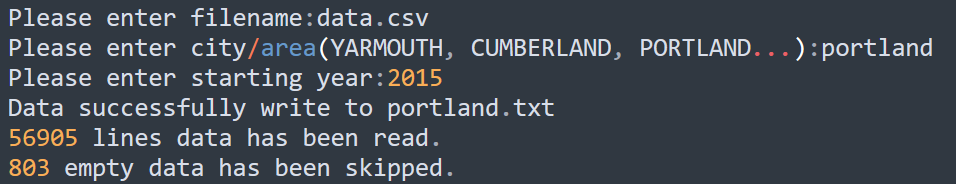 Please enter filename:data.csv
Please enter city/area(YARMOUTH, CUMBERLAND, PORTLAND...):portland
Please enter starting year:2015
Data successfully write to portland.txt
56905 lines data has been read.
803 empty data has been skipped.